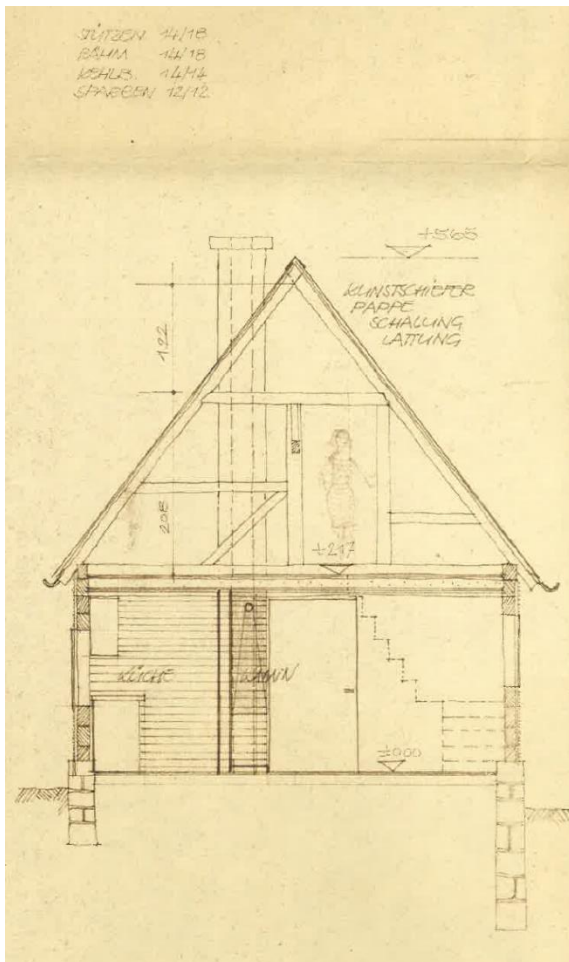 STÜTZEN 14/18
RÄHM 14/18
KEHLB. 14/14
SPARREN 12/12
+565
KUNSTSCHIEFER
PAPPE
SCHALUNG
LATTUNG
122
208
+217
KÜCHE
KAMIN
±000